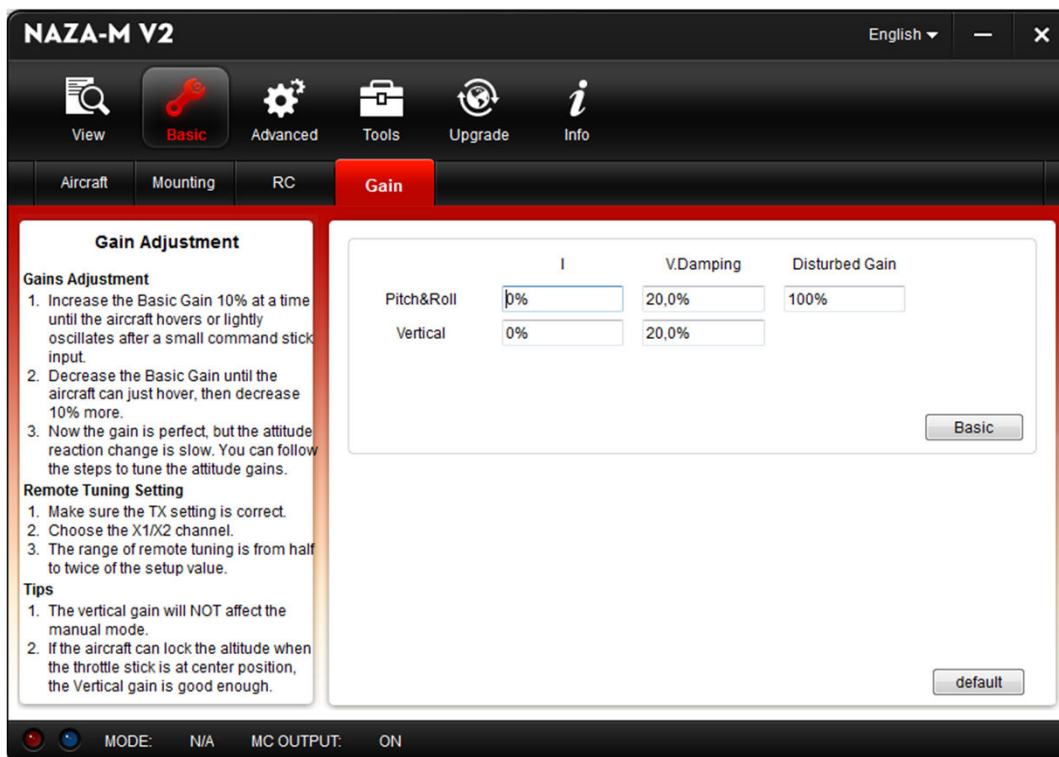 NAZA-M V2
English
View
Basic
Advanced
Tools
Upgrade
Info
Aircraft
Mounting
RC
Gain
Gain Adjustment
Gains Adjustment
1. Increase the Basic Gain 10% at a time
until the aircraft hovers or lightly
oscillates after a small command stick
input.
2. Decrease the Basic Gain until the
aircraft can just hover, then decrease
10% more.
3. Now the gain is perfect, but the attitude
reaction change is slow. You can follow
the steps to tune the attitude gains.
Remote Tuning Setting
1. Make sure the TX setting is correct.
2. Choose the X1/X2 channel.
3. The range of remote tuning is from half
to twice of the setup value.
Tips
1. The vertical gain will NOT affect the
manual mode.
2. If the aircraft can lock the altitude when
the throttle stick is at center position,
the Vertical gain is good enough.
I V.Damping Disturbed Gain
Pitch&Roll 0% 20,0% 100%
Vertical 0% 20,0%
Basic
default
MODE: N/A MC OUTPUT: ON